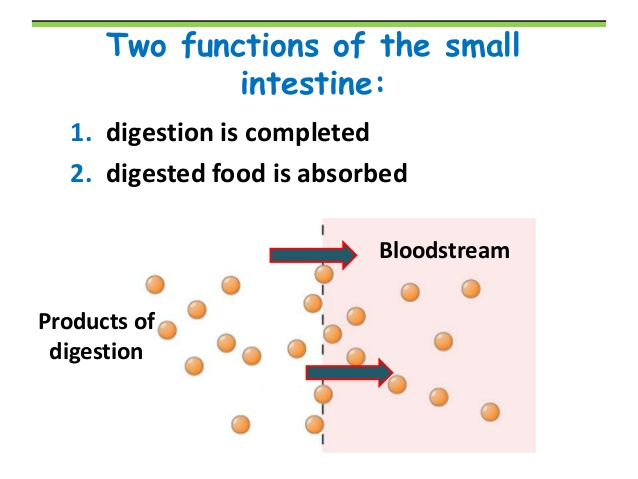 Two functions of the small
intestine:
1. digestion is completed
2. digested food is absorbed
Bloodstream
Products of
digestion